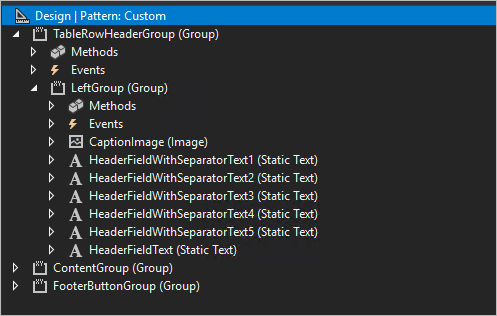 Design | Pattern: Custom
TableRowHeaderGroup (Group)
Methods
Events
LeftGroup (Group)
Methods
Events
CaptionImage (Image)
HeaderFieldWithSeparatorText1 (Static Text)
HeaderFieldWithSeparatorText2 (Static Text)
HeaderFieldWithSeparatorText3 (Static Text)
HeaderFieldWithSeparatorText4 (Static Text)
HeaderFieldWithSeparatorText5 (Static Text)
HeaderFieldText (Static Text)
ContentGroup (Group)
FooterButtonGroup (Group)